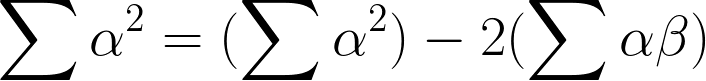 ∑ α² = (∑ α²) − 2(∑ αβ)